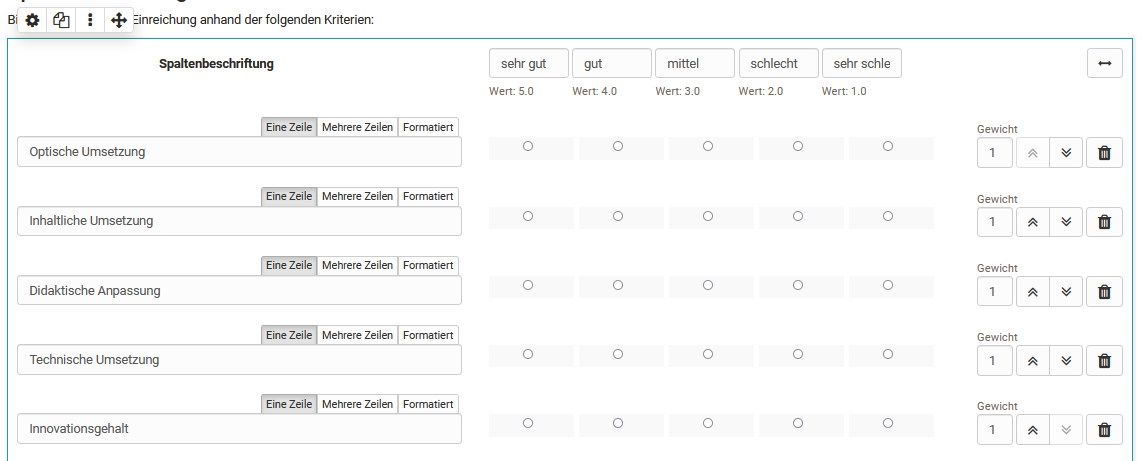 Einreichung anhand der folgenden Kriterien:
Spaltenbeschriftung
sehr gut gut mittel schlecht sehr schle
Wert: 5.0 Wert: 4.0 Wert: 3.0 Wert: 2.0 Wert: 1.0
Eine Zeile Mehrere Zeilen Formatiert
Gewicht
Optische Umsetzung
1
Eine Zeile Mehrere Zeilen Formatiert
Gewicht
Inhaltliche Umsetzung
1
Eine Zeile Mehrere Zeilen Formatiert
Gewicht
Didaktische Anpassung
1
Eine Zeile Mehrere Zeilen Formatiert
Gewicht
Technische Umsetzung
1
Eine Zeile Mehrere Zeilen Formatiert
Gewicht
Innovationsgehalt
1